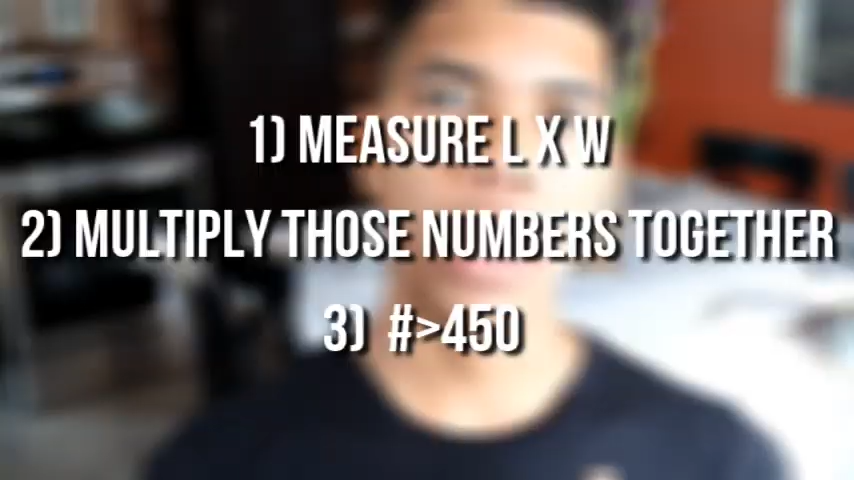 1) MEASURE L X W
2) MULTIPLY THOSE NUMBERS TOGETHER
3) #>450